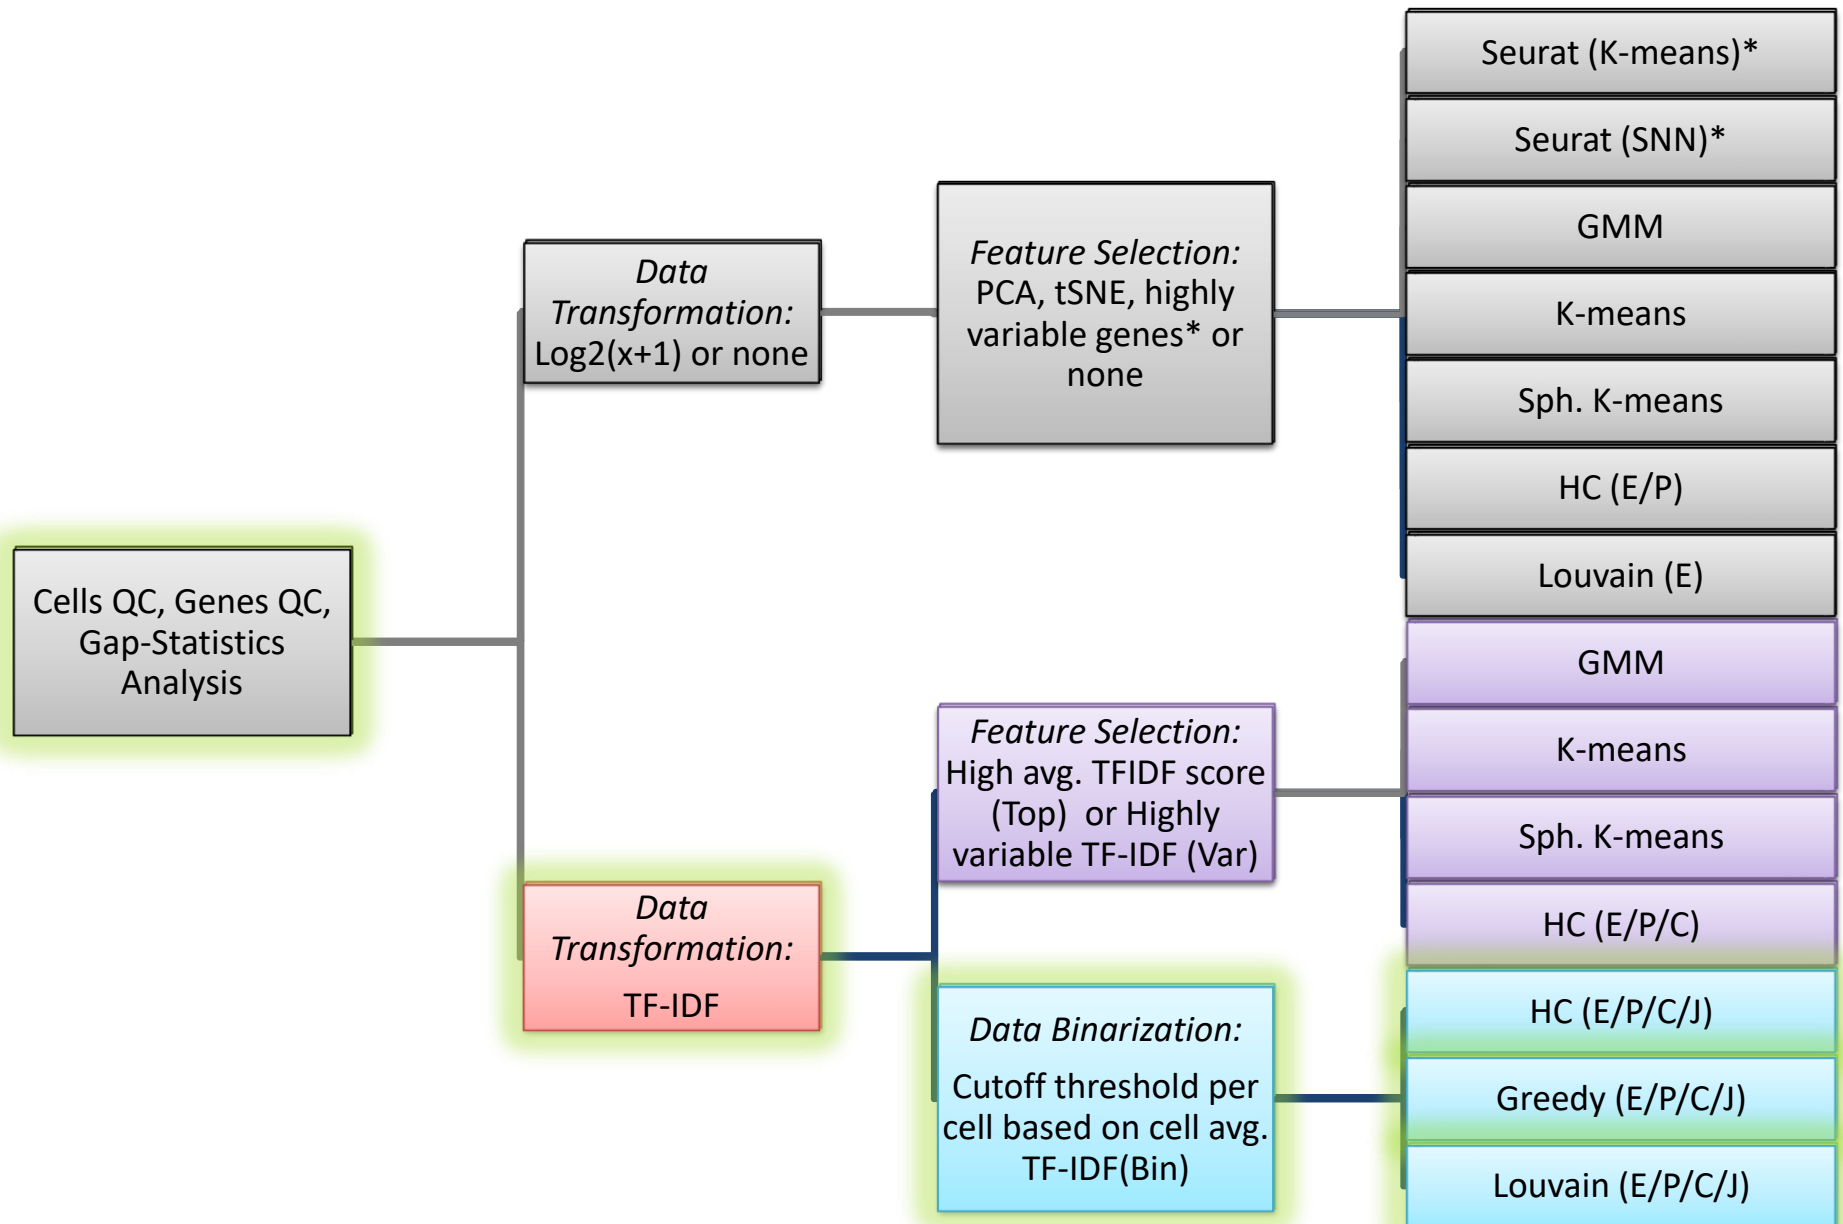 Cells QC, Genes QC,
Gap-Statistics
Analysis
Data
Transformation:
Log2(x+1) or none
Feature Selection:
PCA, tSNE, highly
variable genes* or
none
Seurat (K-means)*
Seurat (SNN)*
GMM
K-means
Sph. K-means
HC (E/P)
Louvain (E)
Data
Transformation:
TF-IDF
Feature Selection:
High avg. TFIDF score
(Top) or Highly
variable TF-IDF (Var)
GMM
K-means
Sph. K-means
HC (E/P/C)
Data Binarization:
Cutoff threshold per
cell based on cell avg.
TF-IDF(Bin)
HC (E/P/C/J)
Greedy (E/P/C/J)
Louvain (E/P/C/J)